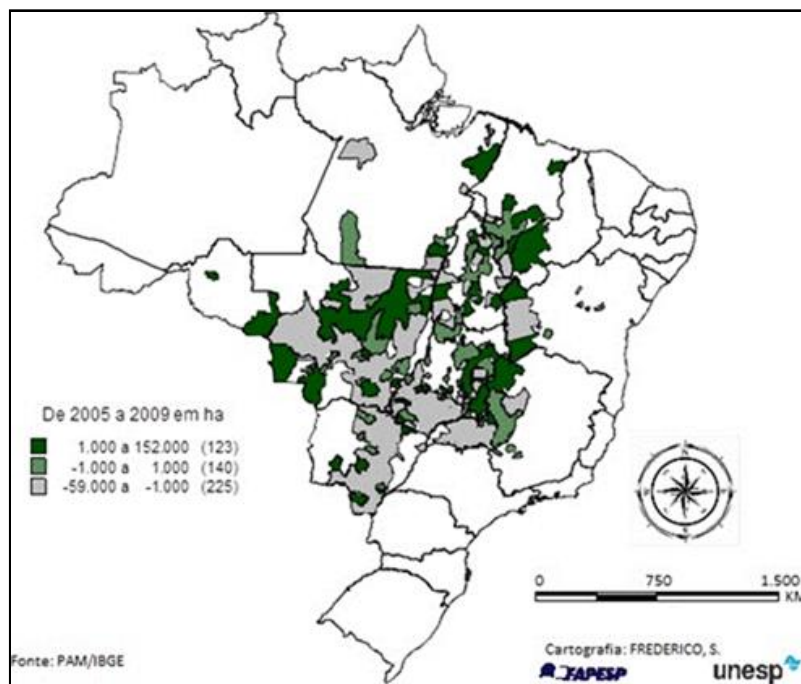 De 2005 a 2009 em ha
1.000 a 152.000 (123)
-1.000 a 1.000 (140)
-59.000 a -1.000 (225)
0 750 1.500
KM
Fonte: PAM/IBGE
Cartografia: FREDERICO, S.
FAPESP unesp